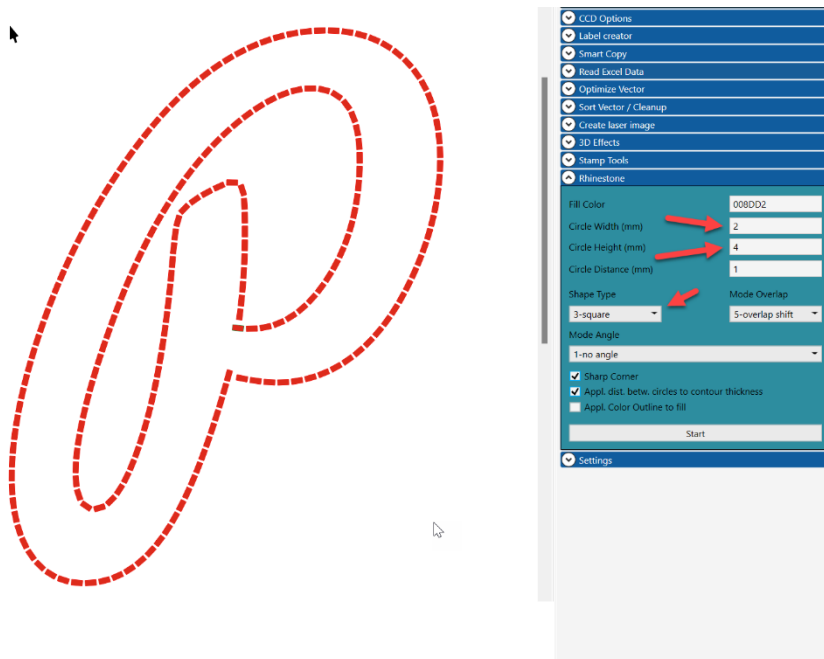 CCD Options
Label creator
Smart Copy
Read Excel Data
Optimize Vector
Sort Vector / Cleanup
Create laser image
3D Effects
Stamp Tools
Rhinestone
Fill Color 008DD2
Circle Width (mm) 2
Circle Height (mm) 4
Circle Distance (mm) 1
Shape Type Mode Overlap
3-square 5-overlap shift
Mode Angle
1-no angle
Sharp Corner
Appl. dist. betw. circles to contour thickness
Appl. Color Outline to fill
Start
Settings